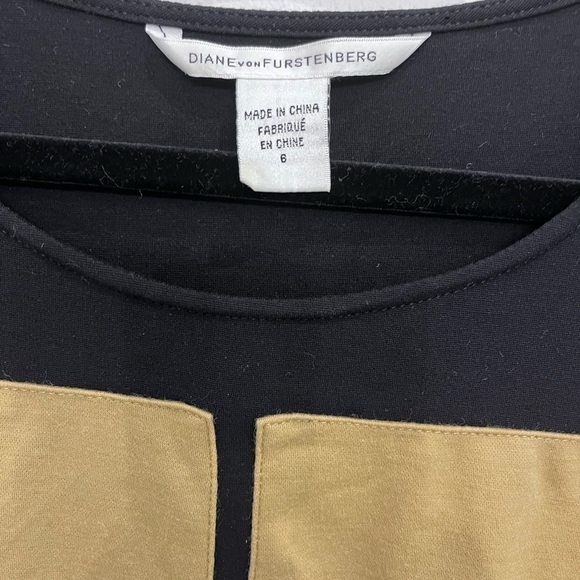 DIANE VON FURSTENBERG
MADE IN CHINA
FABRIQUÉ
EN CHINE
6